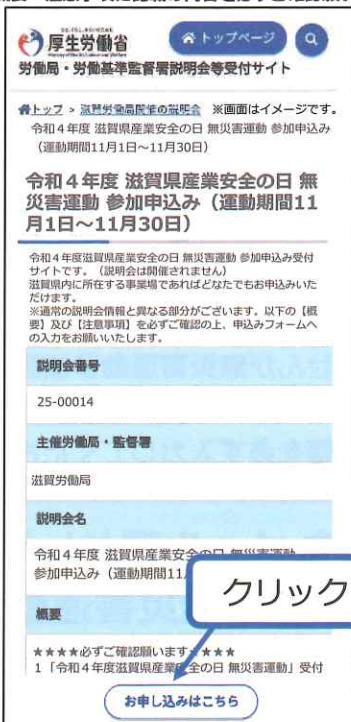 厚生労働省
トップページ
労働局・労働基準監督署説明会等受付サイト
トップ > 滋賀労働局開催の説明会 ※画面はイメージです。
令和4年度 滋賀県産業安全の日 無災害運動 参加申込み
(運動期間11月1日～11月30日)
令和4年度 滋賀県産業安全の日 無
災害運動 参加申込み(運動期間11
月1日～11月30日)
令和4年度滋賀県産業安全の日 無災害運動 参加申込み受付
サイトです。(説明会は開催されません)
滋賀県内に所在する事業場であればどなたでもお申込みいた
だけます。
※通常の説明会情報と異なる部分がございます。以下の【概
要】及び【注意事項】を必ずご確認の上、申込みフォームへ
の入力をお願いいたします。
説明会番号
25-00014
主催労働局・監督署
滋賀労働局
説明会名
令和4年度 滋賀県産業安全の日 無災害運動
参加申込み(運動期間11
クリック
概要
★★★★必ずご確認願います★★★★
1「令和4年度滋賀県産業安全の日 無災害運動」受付
お申し込みはこちら